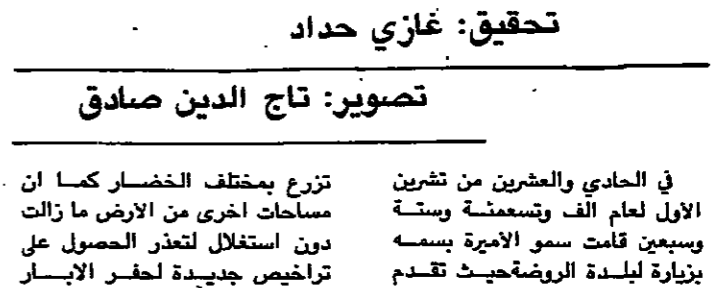 تحقيق: غازي حداد
تصوير: تاج الدين صادق
في الحادي والعشرين من تشرين
الاول لعام الف وتسعمئة وستة
وسبعين قامت سمو الاميرة بسمه
بزيارة لبلدة الروضةحيث تقدم
تزرع بمختلف الخضار كما ان
مساحات اخرى من الارض ما زالت
دون استغلال لتعذر الحصول على
تراخيص جديدة لحفر الابار